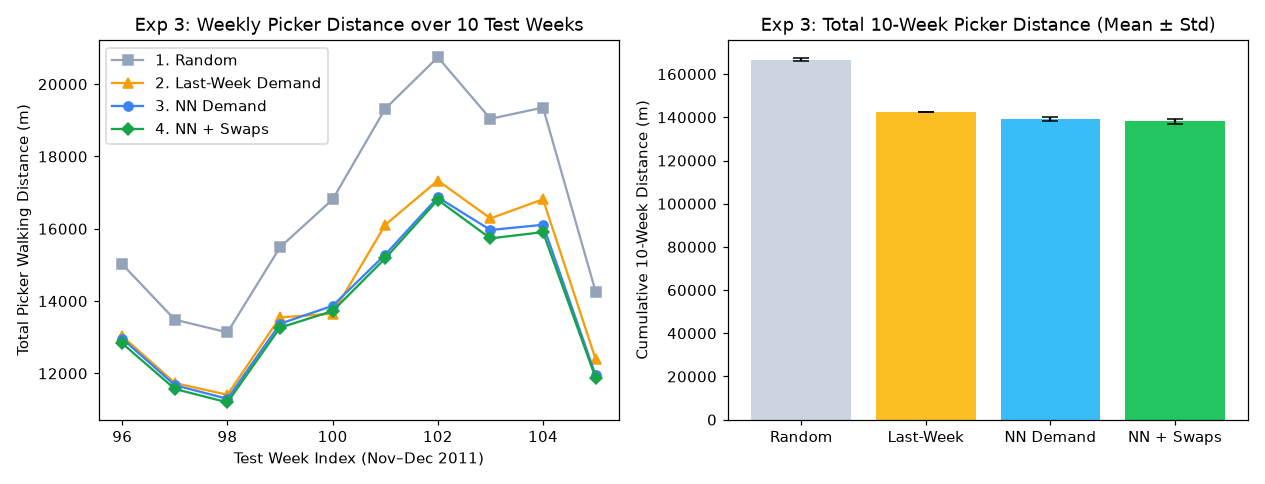 Exp 3: Weekly Picker Distance over 10 Test Weeks
1. Random
2. Last-Week Demand
3. NN Demand
4. NN + Swaps
Total Picker Walking Distance (m)
20000
18000
16000
14000
12000
96
98
100
102
104
Test Week Index (Nov–Dec 2011)
Exp 3: Total 10-Week Picker Distance (Mean ± Std)
Cumulative 10-Week Distance (m)
160000
140000
120000
100000
80000
60000
40000
20000
0
Random
Last-Week
NN Demand
NN + Swaps